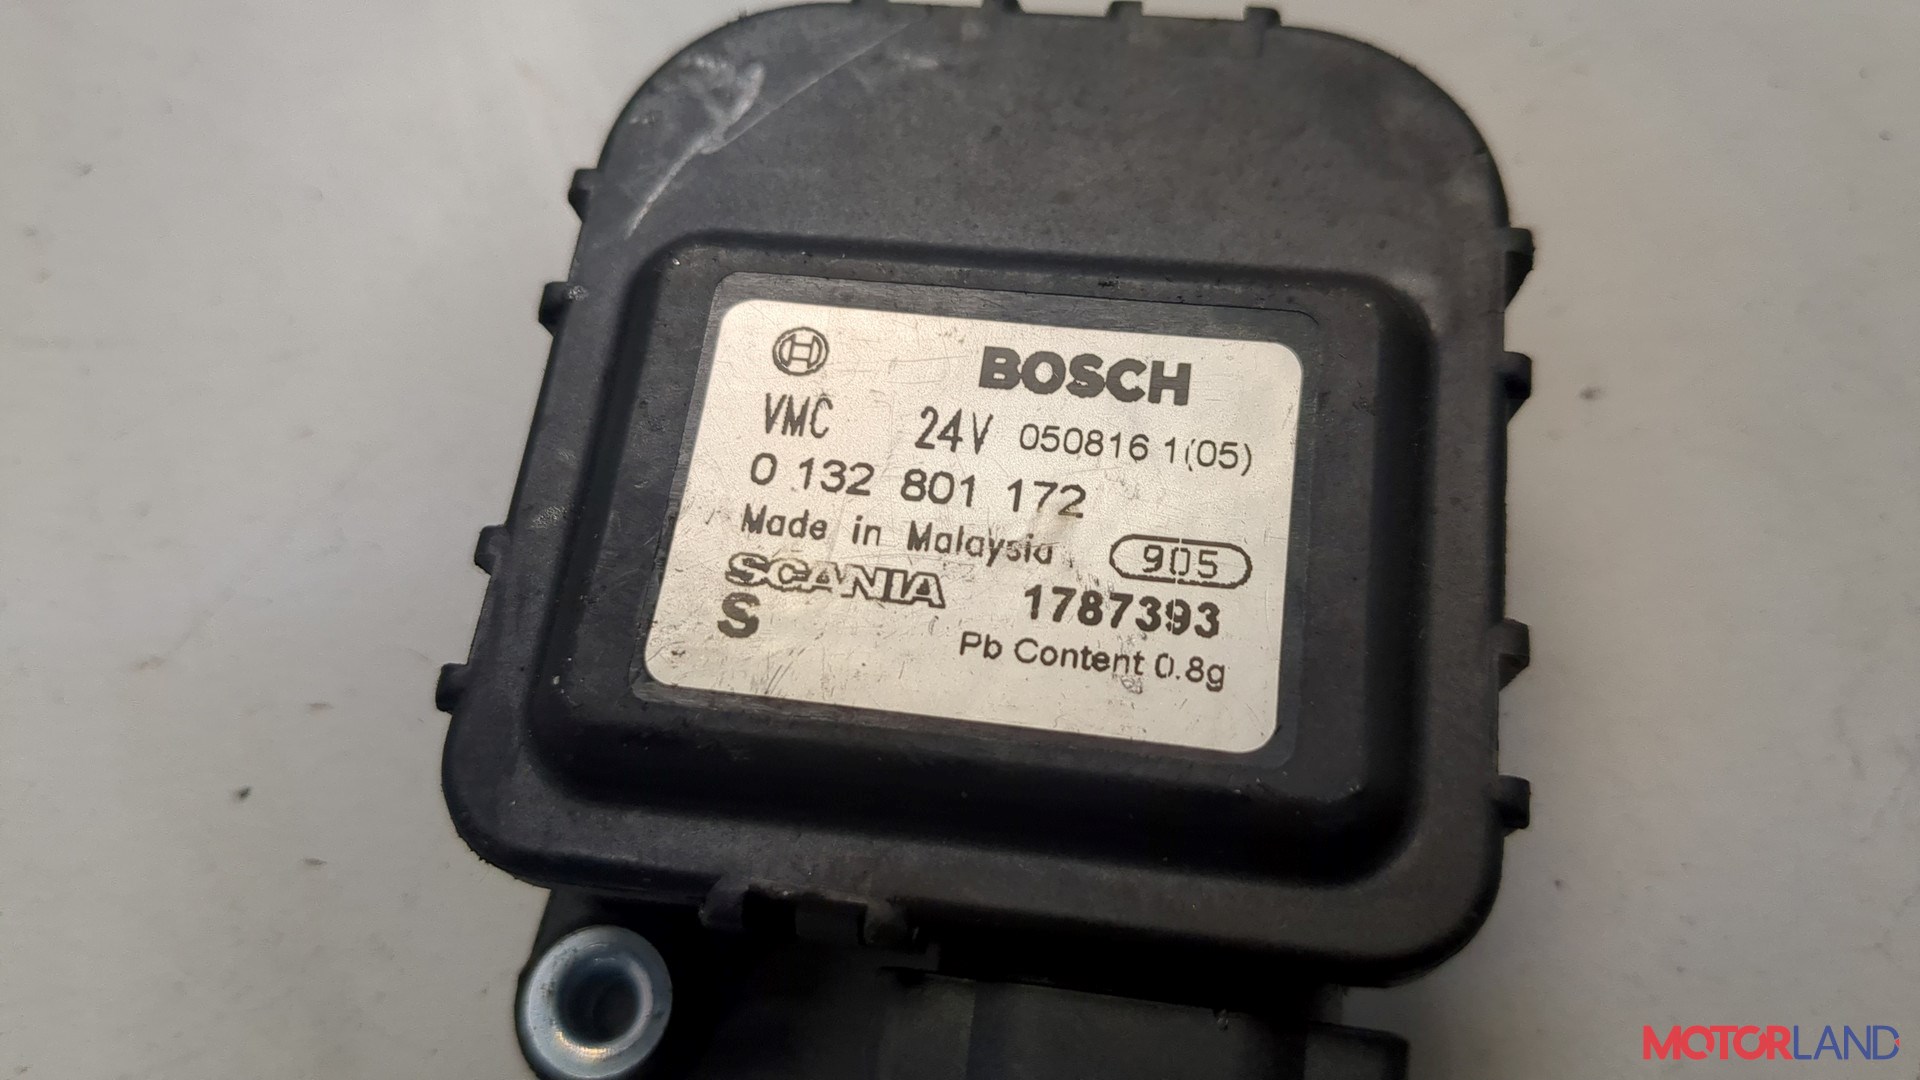 BOSCH
VMC 24V 050816 1(05)
0 132 801 172
Made in Malaysia 905
SCANIA 1787393
S
Pb Content 0.8g
MOTORLAND